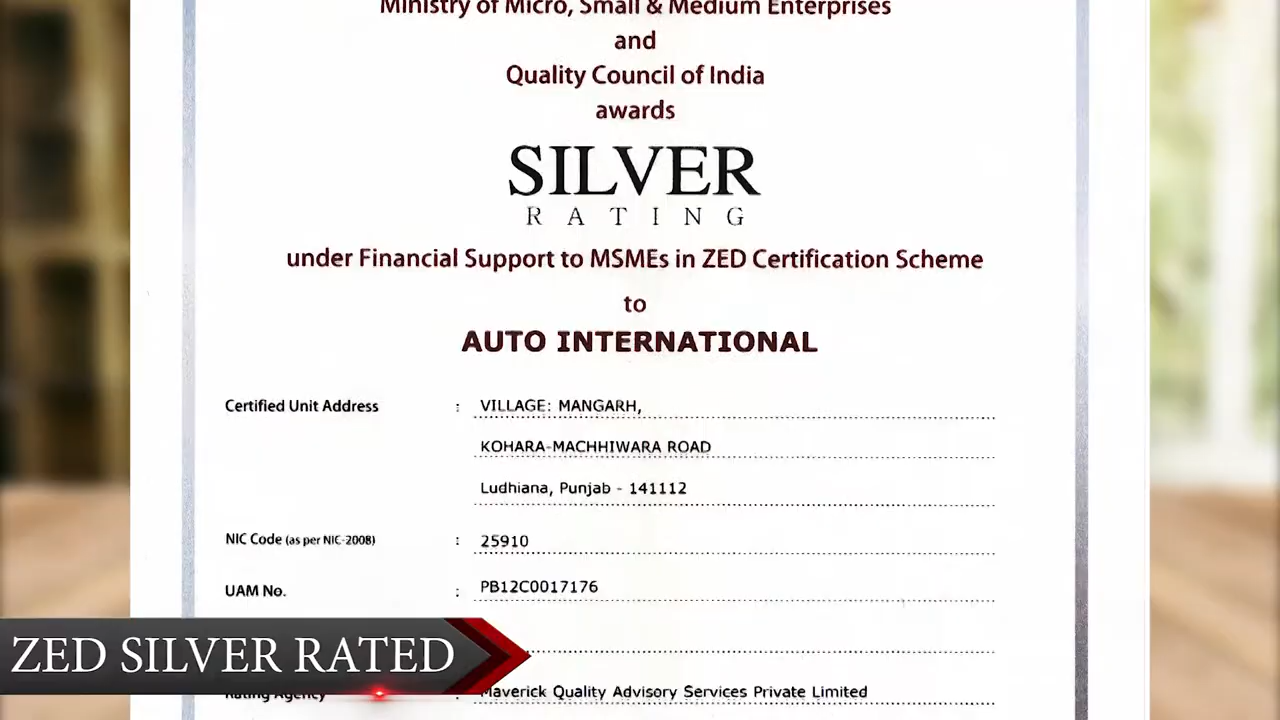 Ministry of Micro, Small & Medium Enterprises
and
Quality Council of India
awards
SILVER
RATING
under Financial Support to MSMEs in ZED Certification Scheme
to
AUTO INTERNATIONAL
Certified Unit Address : VILLAGE: MANGARH,
KOHARA-MACHHIWARA ROAD
Ludhiana, Punjab - 141112
NIC Code (as per NIC-2008) : 25910
UAM No. : PB12C0017176
ZED SILVER RATED
Rating Agency : Maverick Quality Advisory Services Private Limited